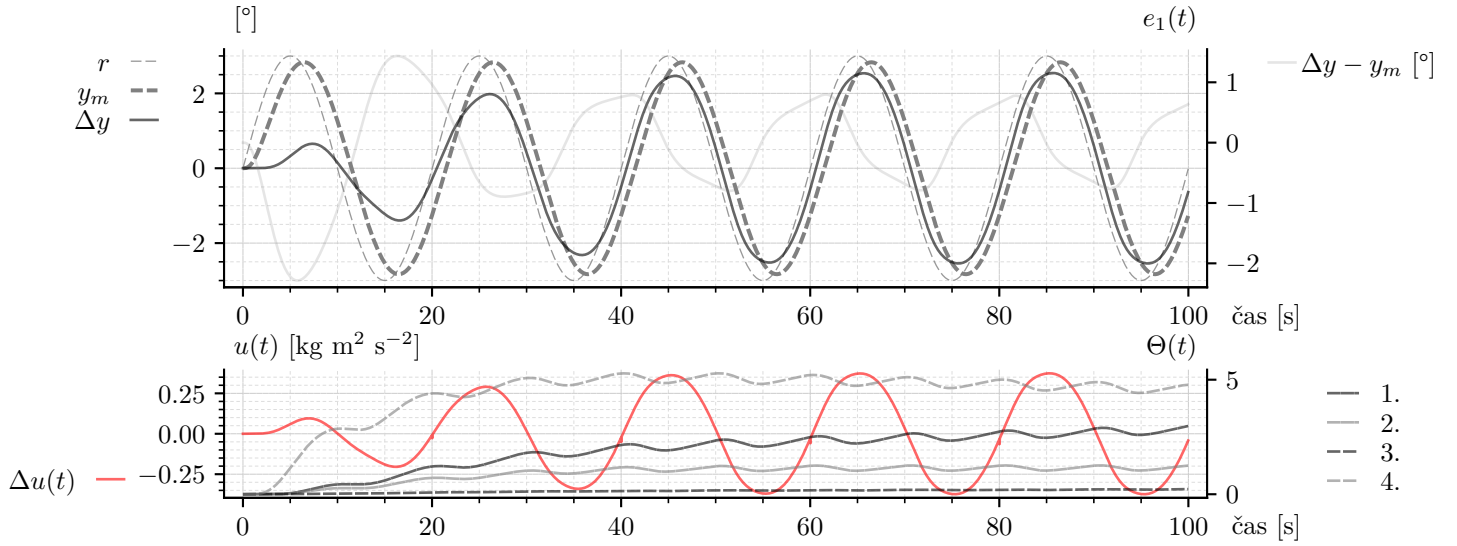 [°] e₁(t)
r
yₘ
Δy
Δy − yₘ [°]
2
0
−2
1
0
−1
−2
0 20 40 60 80 100 čas [s]
u(t) [kg m² s⁻²] Θ(t)
Δu(t)
0.25
0.00
−0.25
5
0
1.
2.
3.
4.
0 20 40 60 80 100 čas [s]